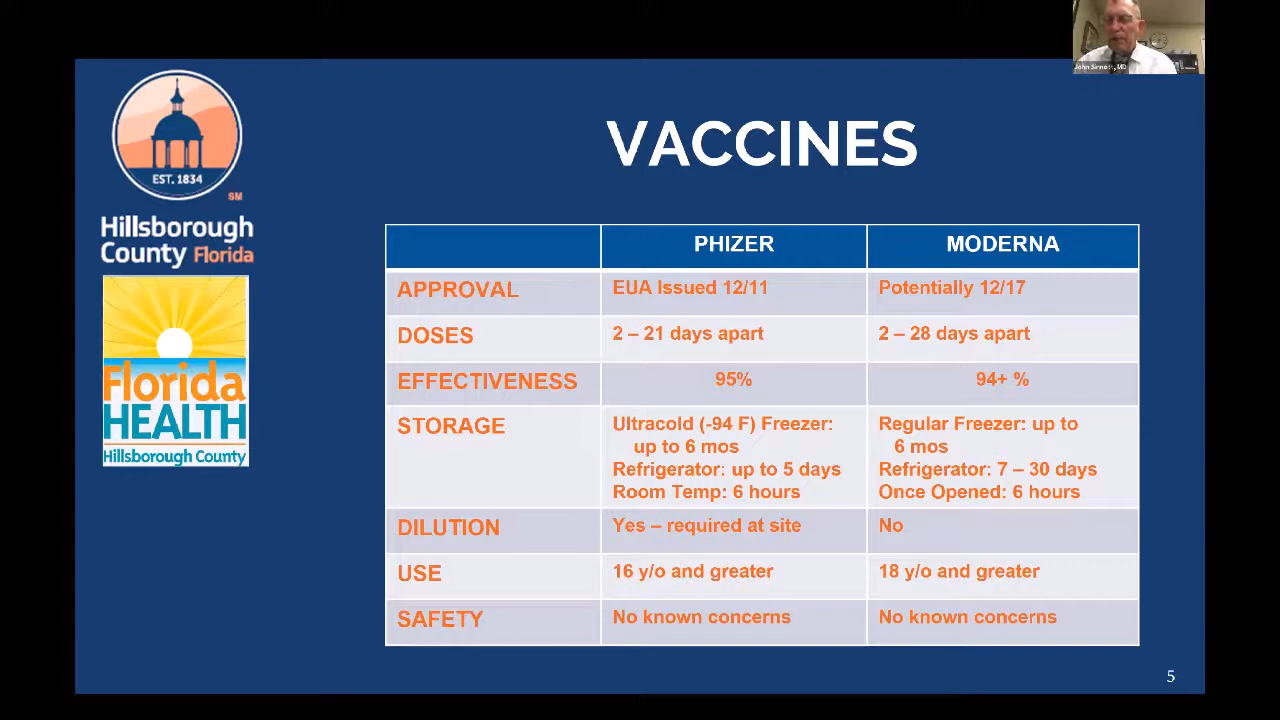 John Sinnott, MD
EST. 1834
SM
Hillsborough
County Florida
Florida
HEALTH
Hillsborough County
VACCINES
PHIZER MODERNA
APPROVAL EUA Issued 12/11 Potentially 12/17
DOSES 2 – 21 days apart 2 – 28 days apart
EFFECTIVENESS 95% 94+ %
STORAGE Ultracold (-94 F) Freezer: Regular Freezer: up to
up to 6 mos 6 mos
Refrigerator: up to 5 days Refrigerator: 7 – 30 days
Room Temp: 6 hours Once Opened: 6 hours
DILUTION Yes – required at site No
USE 16 y/o and greater 18 y/o and greater
SAFETY No known concerns No known concerns
5